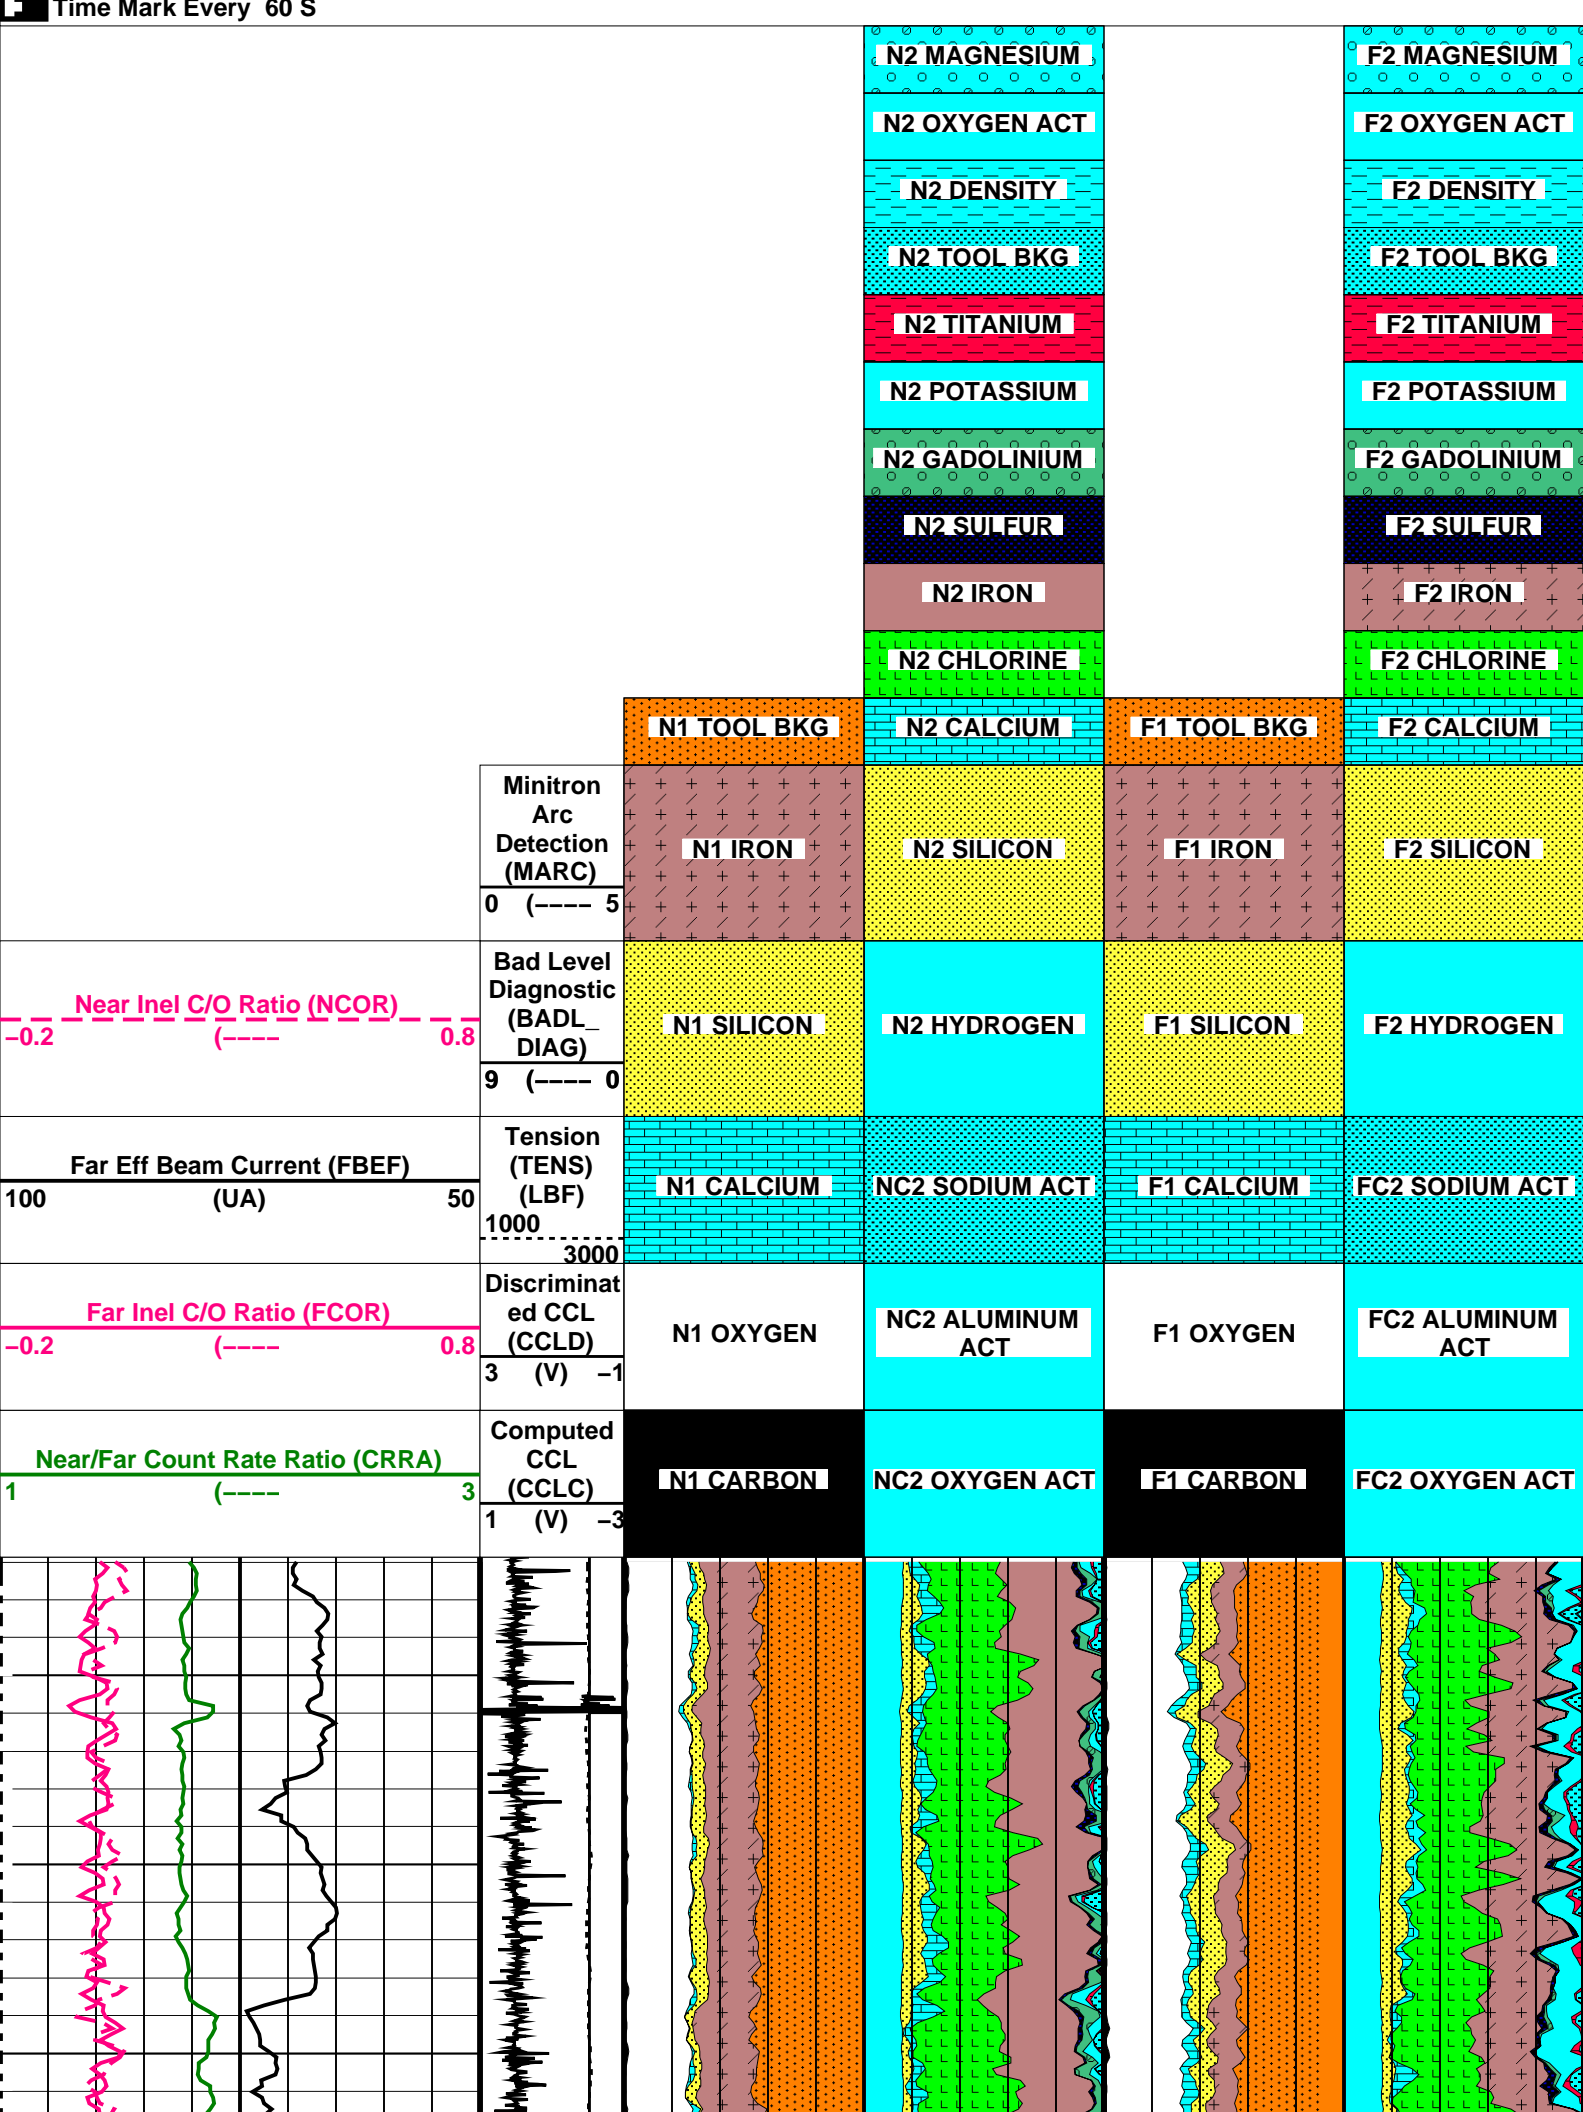 F Time Mark Every 60 S
N2 MAGNESIUM F2 MAGNESIUM
N2 OXYGEN ACT F2 OXYGEN ACT
N2 DENSITY F2 DENSITY
N2 TOOL BKG F2 TOOL BKG
N2 TITANIUM F2 TITANIUM
N2 POTASSIUM F2 POTASSIUM
N2 GADOLINIUM F2 GADOLINIUM
N2 SULFUR F2 SULFUR
N2 IRON F2 IRON
N2 CHLORINE F2 CHLORINE
N1 TOOL BKG N2 CALCIUM F1 TOOL BKG F2 CALCIUM
Minitron
Arc
Detection
(MARC)
0 (---- 5
N1 IRON N2 SILICON F1 IRON F2 SILICON
Near Inel C/O Ratio (NCOR)
-0.2 (---- 0.8
Bad Level
Diagnostic
(BADL_
DIAG)
9 (---- 0
N1 SILICON N2 HYDROGEN F1 SILICON F2 HYDROGEN
Far Eff Beam Current (FBEF)
100 (UA) 50
Tension
(TENS)
(LBF)
1000
3000
N1 CALCIUM NC2 SODIUM ACT F1 CALCIUM FC2 SODIUM ACT
Far Inel C/O Ratio (FCOR)
-0.2 (---- 0.8
Discriminat
ed CCL
(CCLD)
3 (V) -1
N1 OXYGEN
NC2 ALUMINUM
ACT
F1 OXYGEN
FC2 ALUMINUM
ACT
Near/Far Count Rate Ratio (CRRA)
1 (---- 3
Computed
CCL
(CCLC)
1 (V) -3
N1 CARBON NC2 OXYGEN ACT F1 CARBON FC2 OXYGEN ACT